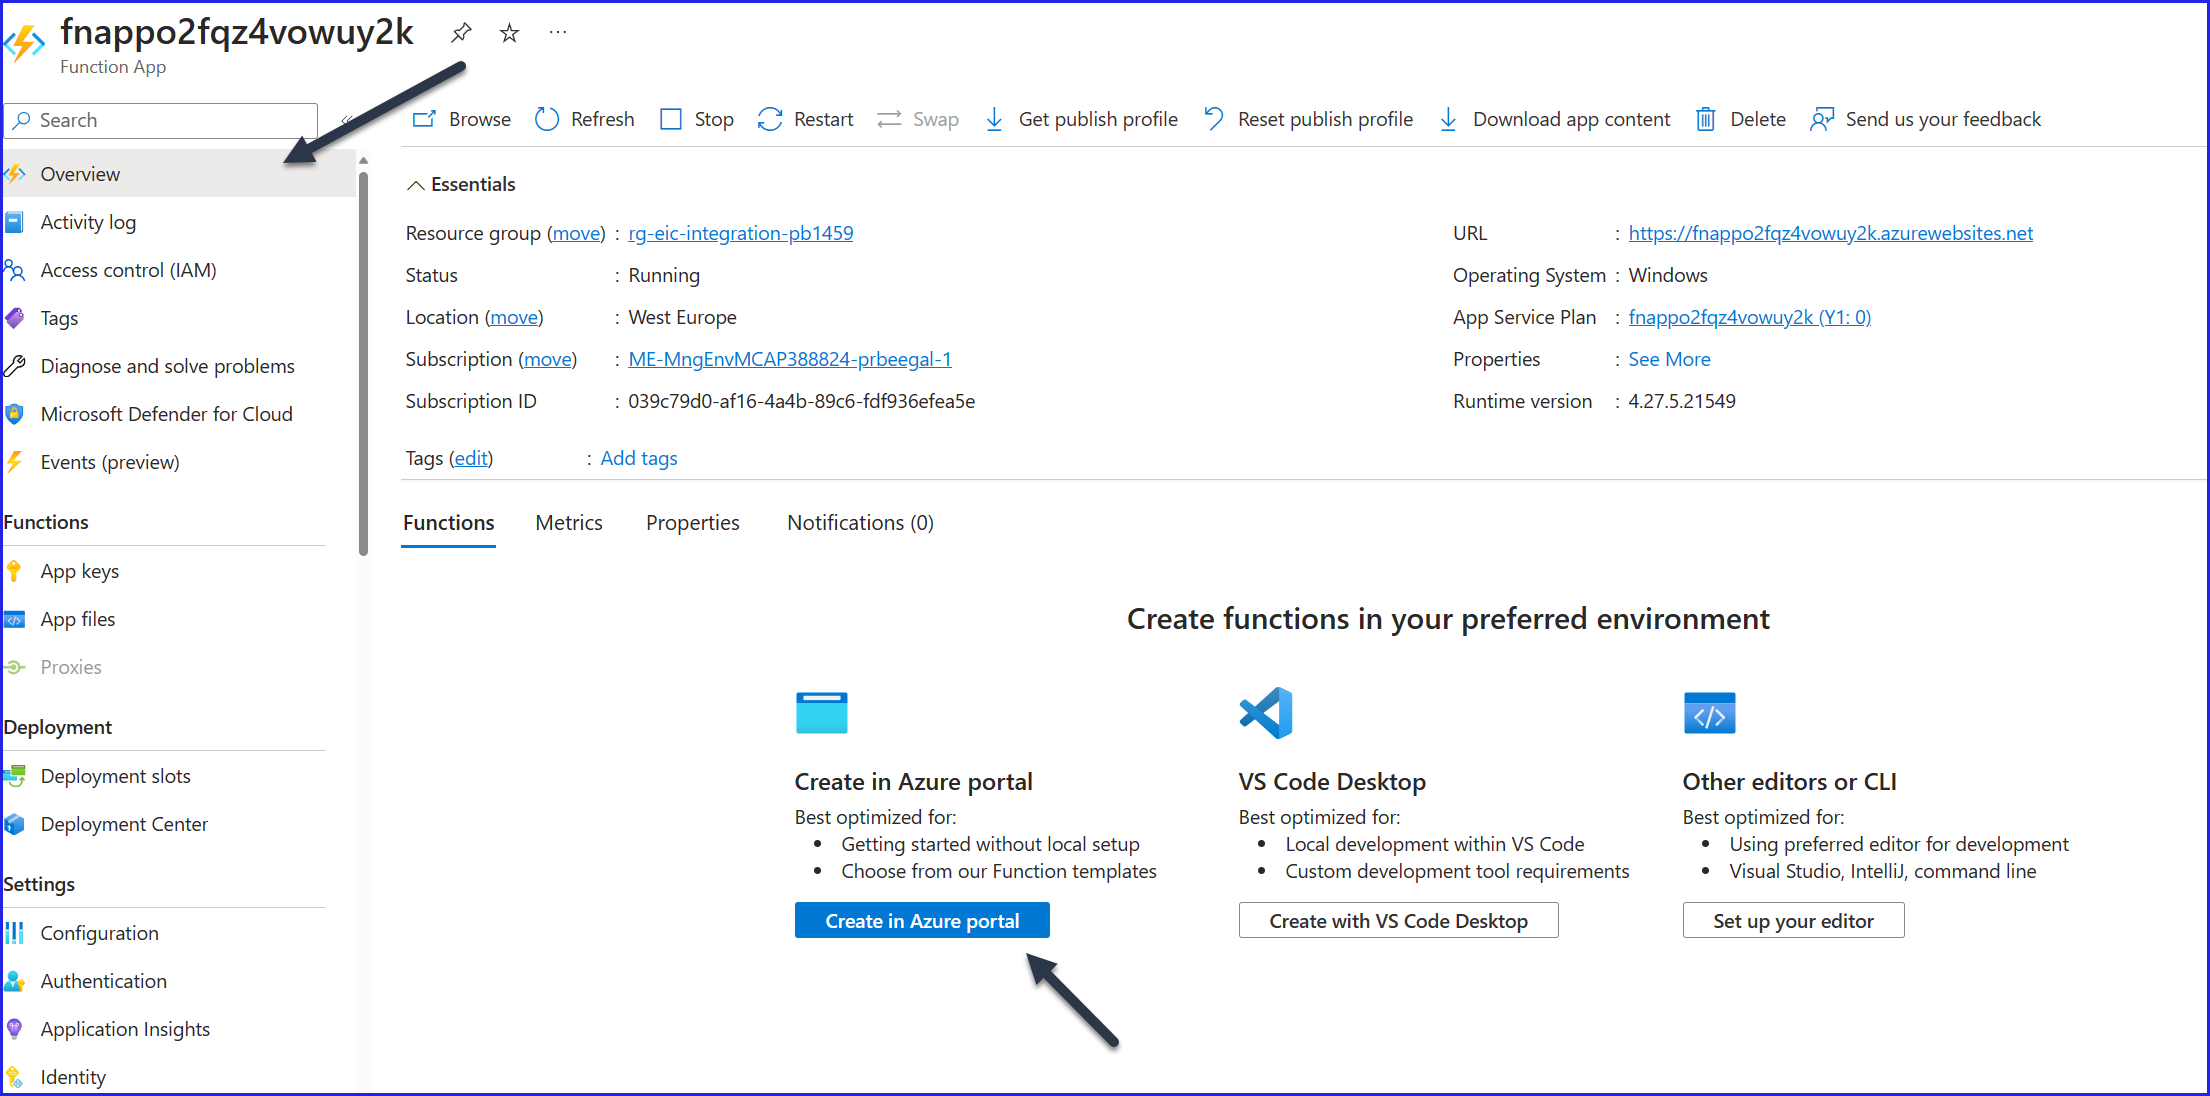 fnappo2fqz4vowuy2k
Function App
Search
Browse Refresh Stop Restart Swap Get publish profile Reset publish profile Download app content Delete Send us your feedback
Overview
Activity log
Access control (IAM)
Tags
Diagnose and solve problems
Microsoft Defender for Cloud
Events (preview)
Functions
App keys
App files
Proxies
Deployment
Deployment slots
Deployment Center
Settings
Configuration
Authentication
Application Insights
Identity
Essentials
Resource group (move) : rg-eic-integration-pb1459
Status : Running
Location (move) : West Europe
Subscription (move) : ME-MngEnvMCAP388824-prbeegal-1
Subscription ID : 039c79d0-af16-4a4b-89c6-fdf936efea5e
Tags (edit) : Add tags
URL : https://fnappo2fqz4vowuy2k.azurewebsites.net
Operating System : Windows
App Service Plan : fnappo2fqz4vowuy2k (Y1: 0)
Properties : See More
Runtime version : 4.27.5.21549
Functions Metrics Properties Notifications (0)
Create functions in your preferred environment
Create in Azure portal
Best optimized for:
• Getting started without local setup
• Choose from our Function templates
Create in Azure portal
VS Code Desktop
Best optimized for:
• Local development within VS Code
• Custom development tool requirements
Create with VS Code Desktop
Other editors or CLI
Best optimized for:
• Using preferred editor for development
• Visual Studio, IntelliJ, command line
Set up your editor